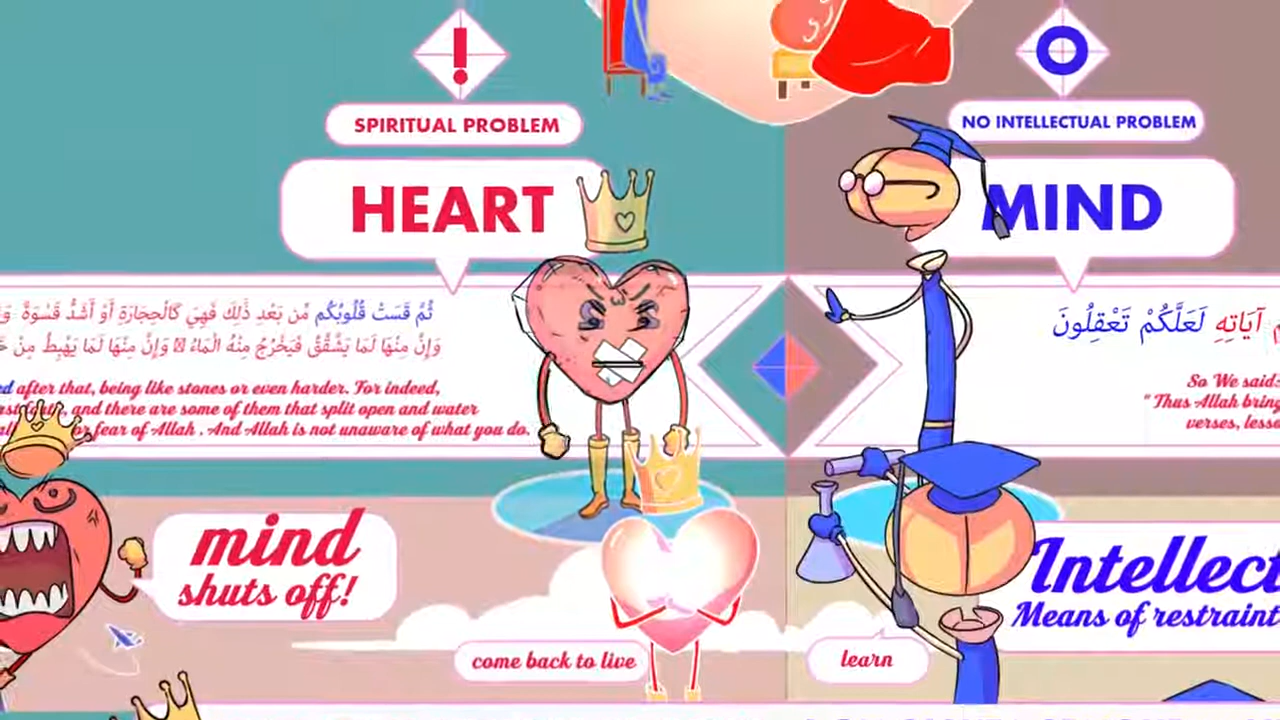 !
SPIRITUAL PROBLEM
NO INTELLECTUAL PROBLEM
HEART
MIND
ثُمَّ قَسَتْ قُلُوبُكُم مِّن بَعْدِ ذَٰلِكَ فَهِيَ كَالْحِجَارَةِ أَوْ أَشَدُّ قَسْوَةً
وَإِنَّ مِنْهَا لَمَا يَشَّقَّقُ فَيَخْرُجُ مِنْهُ الْمَاءُ وَإِنَّ مِنْهَا لَمَا يَهْبِطُ مِنْ
آيَاتِهِ لَعَلَّكُمْ تَعْقِلُونَ
after that, being like stones or even harder. For indeed,
and there are some of them that split open and water
fear of Allah . And Allah is not unaware of what you do.
So We said:
" Thus Allah bring
verses, lesso
mind
shuts off!
Intellect
Means of restraint
come back to live
learn